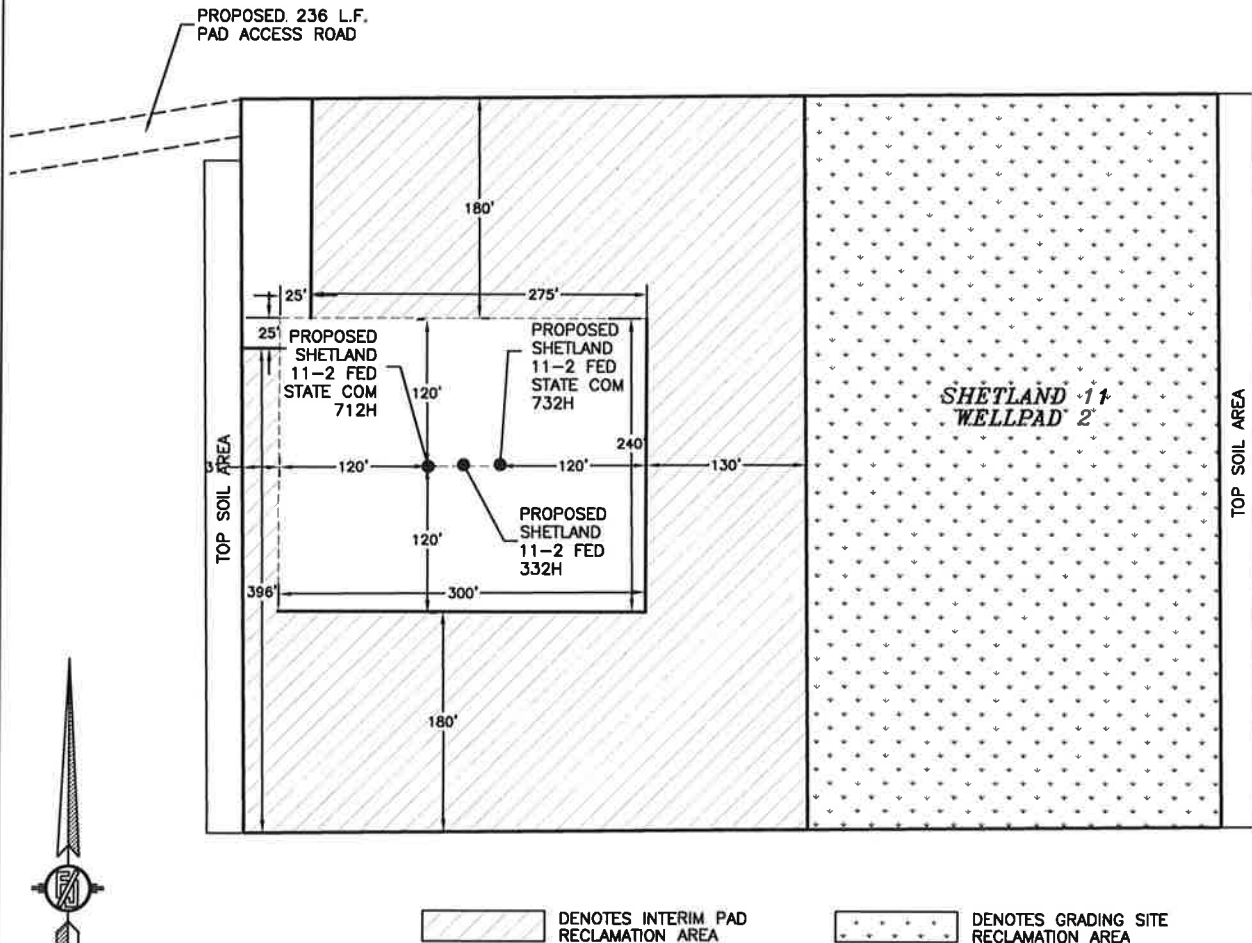 PROPOSED 236 L.F.
PAD ACCESS ROAD
180'
25'
275'
25'
PROPOSED
SHETLAND
11-2 FED
STATE COM
712H
PROPOSED
SHETLAND
11-2 FED
STATE COM
732H
120'
240'
SHETLAND 11
WELLPAD 2
TOP SOIL AREA
TOP SOIL AREA
120'
120'
130'
120'
PROPOSED
SHETLAND
11-2 FED
332H
396'
300'
180'
DENOTES INTERIM PAD
RECLAMATION AREA
DENOTES GRADING SITE
RECLAMATION AREA